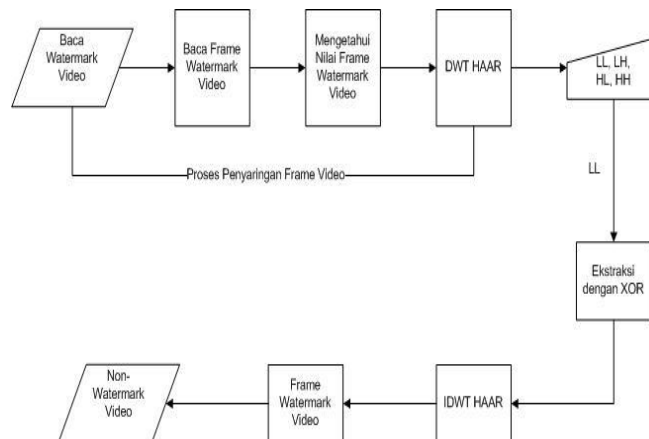 Baca
Watermark
Video
Baca Frame
Watermark
Video
Mengetahui
Nilai Frame
Watermark
Video
DWT HAAR
LL, LH,
HL, HH
Proses Penyaringan Frame Video
LL
Ekstraksi
dengan XOR
Non-
Watermark
Video
Frame
Watermark
Video
IDWT HAAR